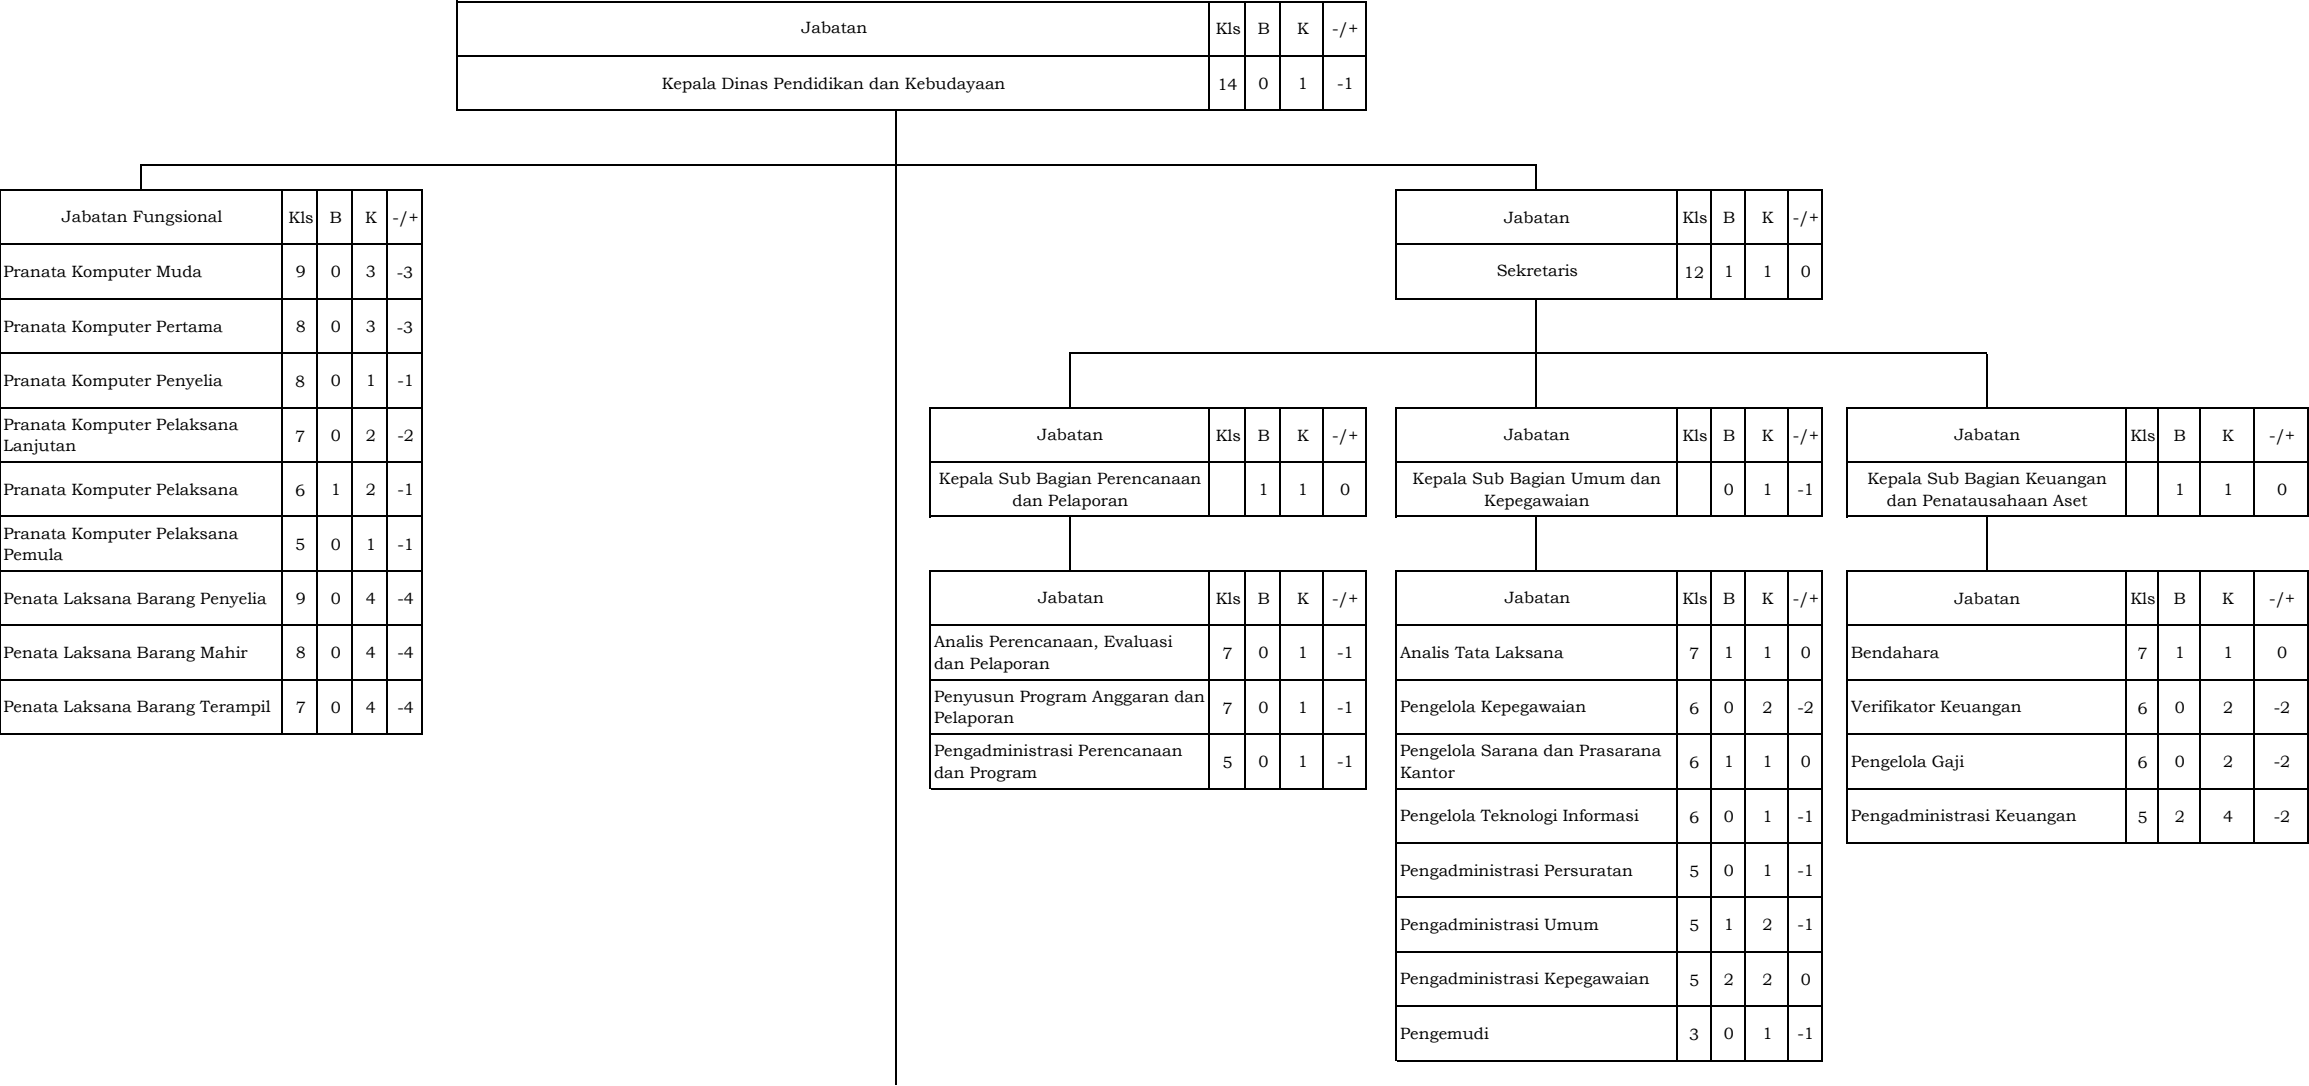 Jabatan Kls B K -/+
Kepala Dinas Pendidikan dan Kebudayaan 14 0 1 -1
Jabatan Fungsional Kls B K -/+
Pranata Komputer Muda 9 0 3 -3
Pranata Komputer Pertama 8 0 3 -3
Pranata Komputer Penyelia 8 0 1 -1
Pranata Komputer Pelaksana
Lanjutan 7 0 2 -2
Pranata Komputer Pelaksana 6 1 2 -1
Pranata Komputer Pelaksana
Pemula 5 0 1 -1
Penata Laksana Barang Penyelia 9 0 4 -4
Penata Laksana Barang Mahir 8 0 4 -4
Penata Laksana Barang Terampil 7 0 4 -4
Jabatan Kls B K -/+
Sekretaris 12 1 1 0
Jabatan Kls B K -/+
Kepala Sub Bagian Perencanaan
dan Pelaporan 1 1 0
Jabatan Kls B K -/+
Analis Perencanaan, Evaluasi
dan Pelaporan 7 0 1 -1
Penyusun Program Anggaran dan
Pelaporan 7 0 1 -1
Pengadministrasi Perencanaan
dan Program 5 0 1 -1
Jabatan Kls B K -/+
Kepala Sub Bagian Umum dan
Kepegawaian 0 1 -1
Jabatan Kls B K -/+
Analis Tata Laksana 7 1 1 0
Pengelola Kepegawaian 6 0 2 -2
Pengelola Sarana dan Prasarana
Kantor 6 1 1 0
Pengelola Teknologi Informasi 6 0 1 -1
Pengadministrasi Persuratan 5 0 1 -1
Pengadministrasi Umum 5 1 2 -1
Pengadministrasi Kepegawaian 5 2 2 0
Pengemudi 3 0 1 -1
Jabatan Kls B K -/+
Kepala Sub Bagian Keuangan
dan Penatausahaan Aset 1 1 0
Jabatan Kls B K -/+
Bendahara 7 1 1 0
Verifikator Keuangan 6 0 2 -2
Pengelola Gaji 6 0 2 -2
Pengadministrasi Keuangan 5 2 4 -2